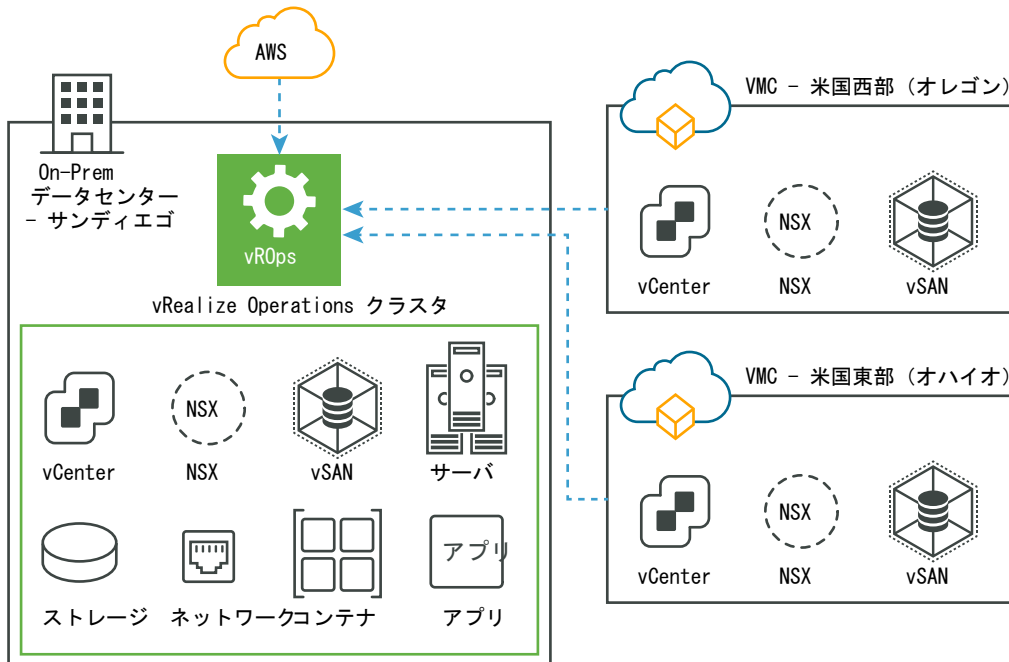 AWS
On-Prem
データセンター
- サンディエゴ
vROps
vRealize Operations クラスタ
NSX
vCenter
NSX
vSAN
サーバ
アプリ
ストレージ
ネットワーク
コンテナ
アプリ
VMC - 米国西部（オレゴン）
NSX
vCenter
NSX
vSAN
VMC - 米国東部（オハイオ）
NSX
vCenter
NSX
vSAN